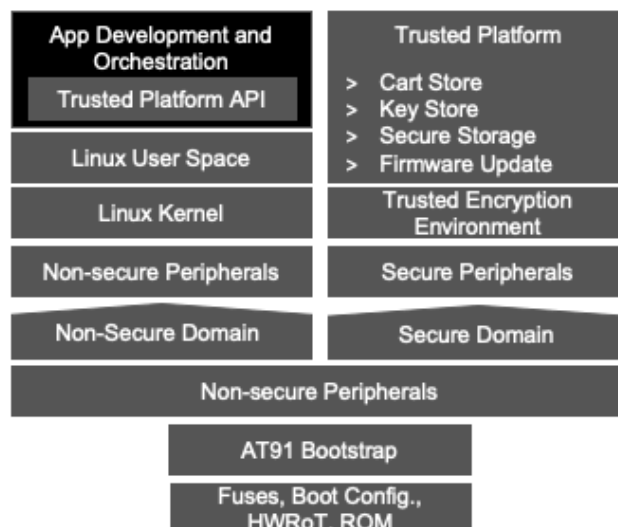 App Development and
Orchestration
Trusted Platform API
Linux User Space
Linux Kernel
Non-secure Peripherals
Non-Secure Domain
Trusted Platform
> Cart Store
> Key Store
> Secure Storage
> Firmware Update
Trusted Encryption
Environment
Secure Peripherals
Secure Domain
Non-secure Peripherals
AT91 Bootstrap
Fuses, Boot Config.,
HWRoT, ROM